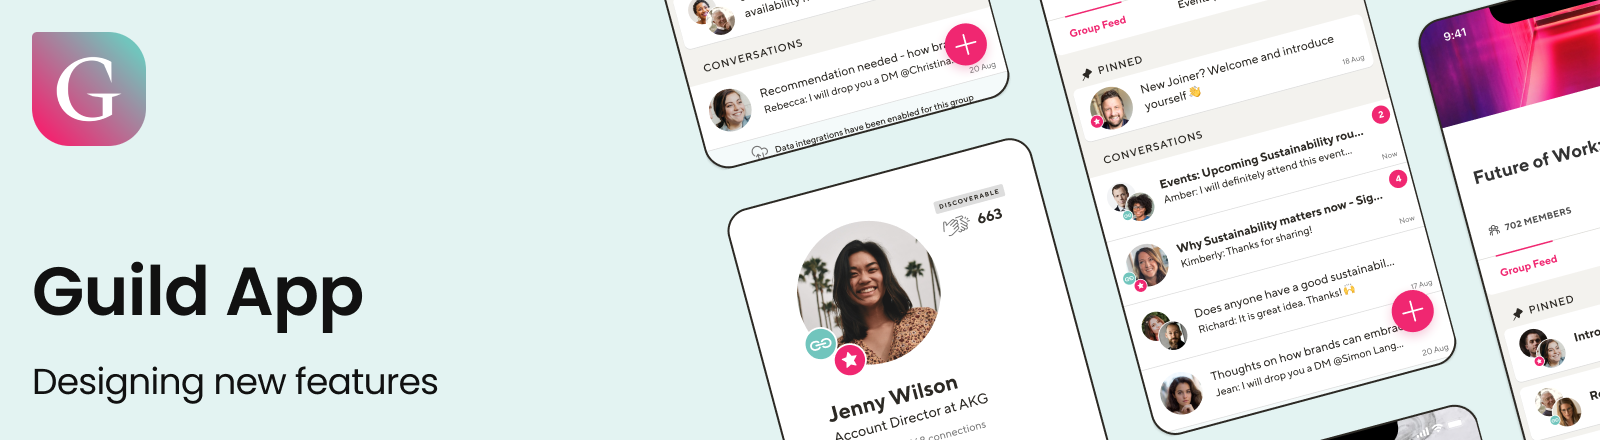 G
Guild App
Designing new features
availability
CONVERSATIONS
Recommendation needed - how
Rebecca: I will drop you a DM @Christina
20 Aug
Data integrations have been enabled for this group
DISCOVERABLE
663
Jenny Wilson
Account Director at AKG
connections
Group Feed
Events
PINNED
New Joiner? Welcome and introduce
yourself 👋
18 Aug
CONVERSATIONS
2
Events: Upcoming Sustainability rou...
Amber: I will definitely attend this event...
Now
4
Why Sustainability matters now - Sig...
Kimberly: Thanks for sharing!
Now
Does anyone have a good sustainabil...
Richard: It is great idea. Thanks! 🙌
17 Aug
Thoughts on how brands can embrac
Jean: I will drop you a DM @Simon Lang...
20 Aug
9:41
Future of Work
702 MEMBERS
Group Feed
PINNED
Intro